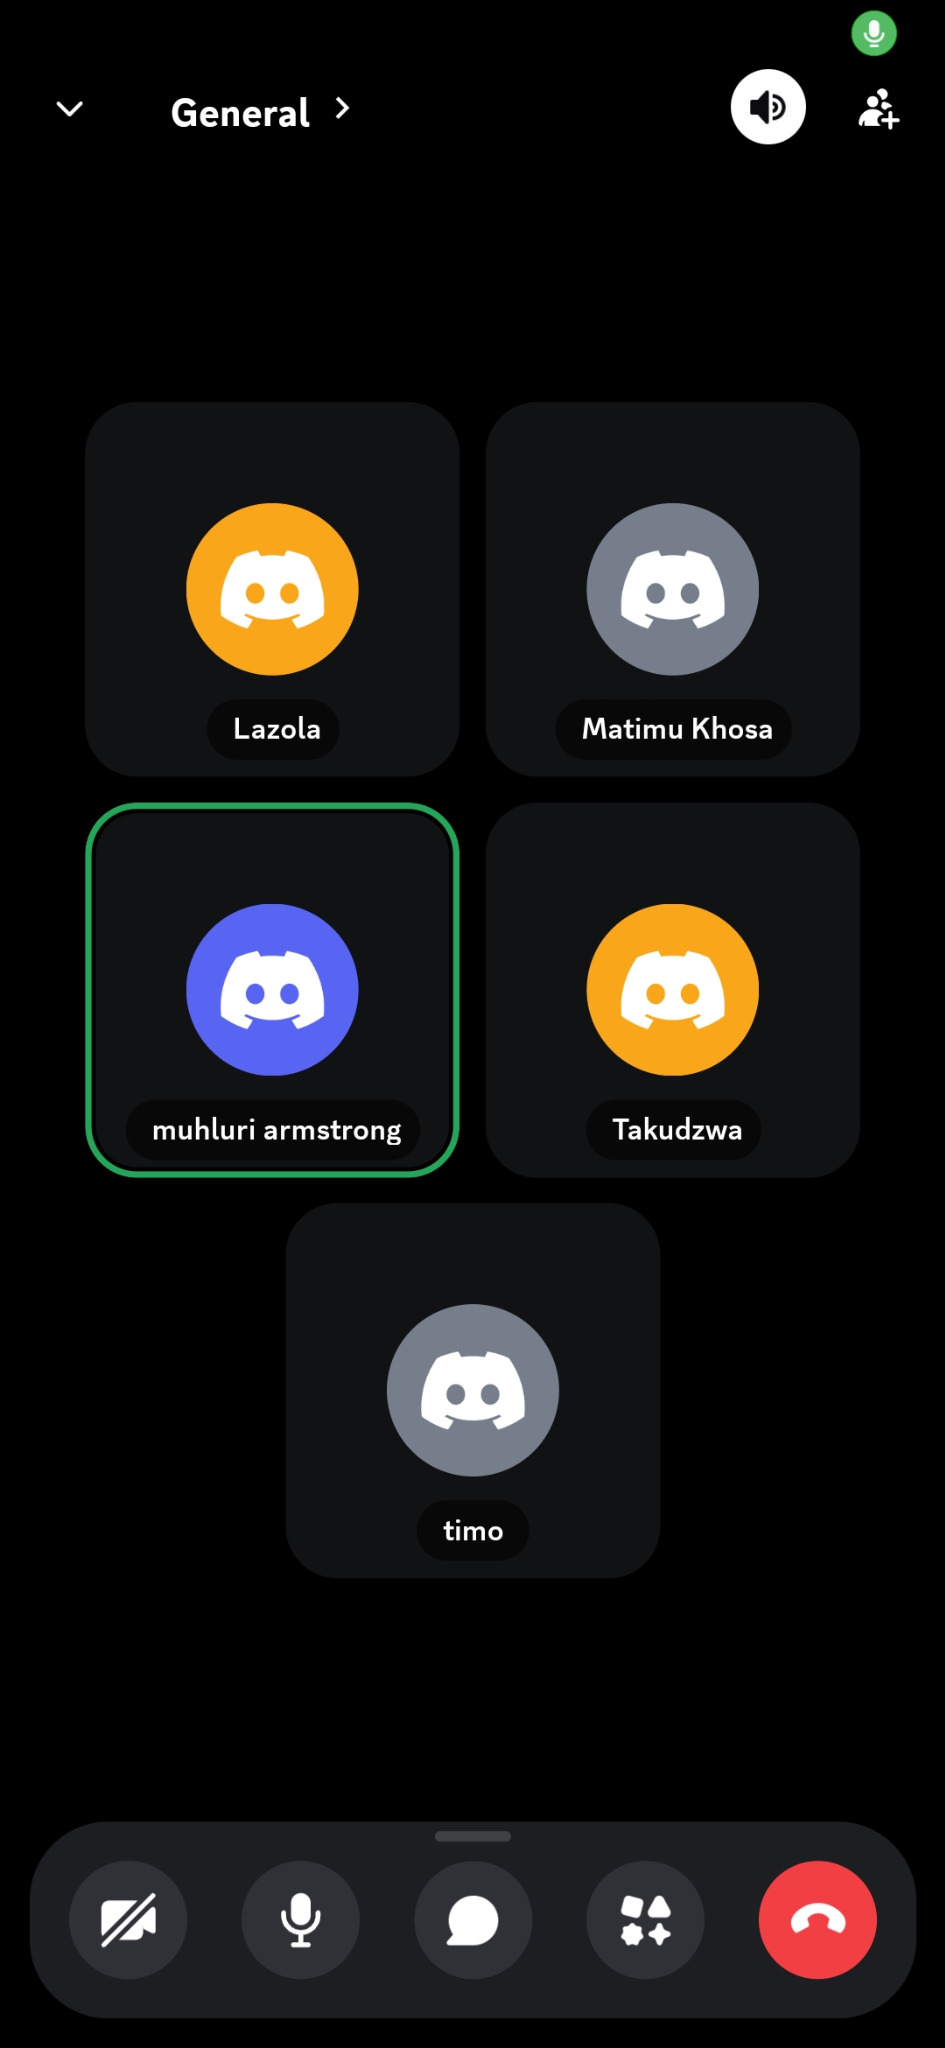 General
Lazola
Matimu Khosa
muhluri armstrong
Takudzwa
timo